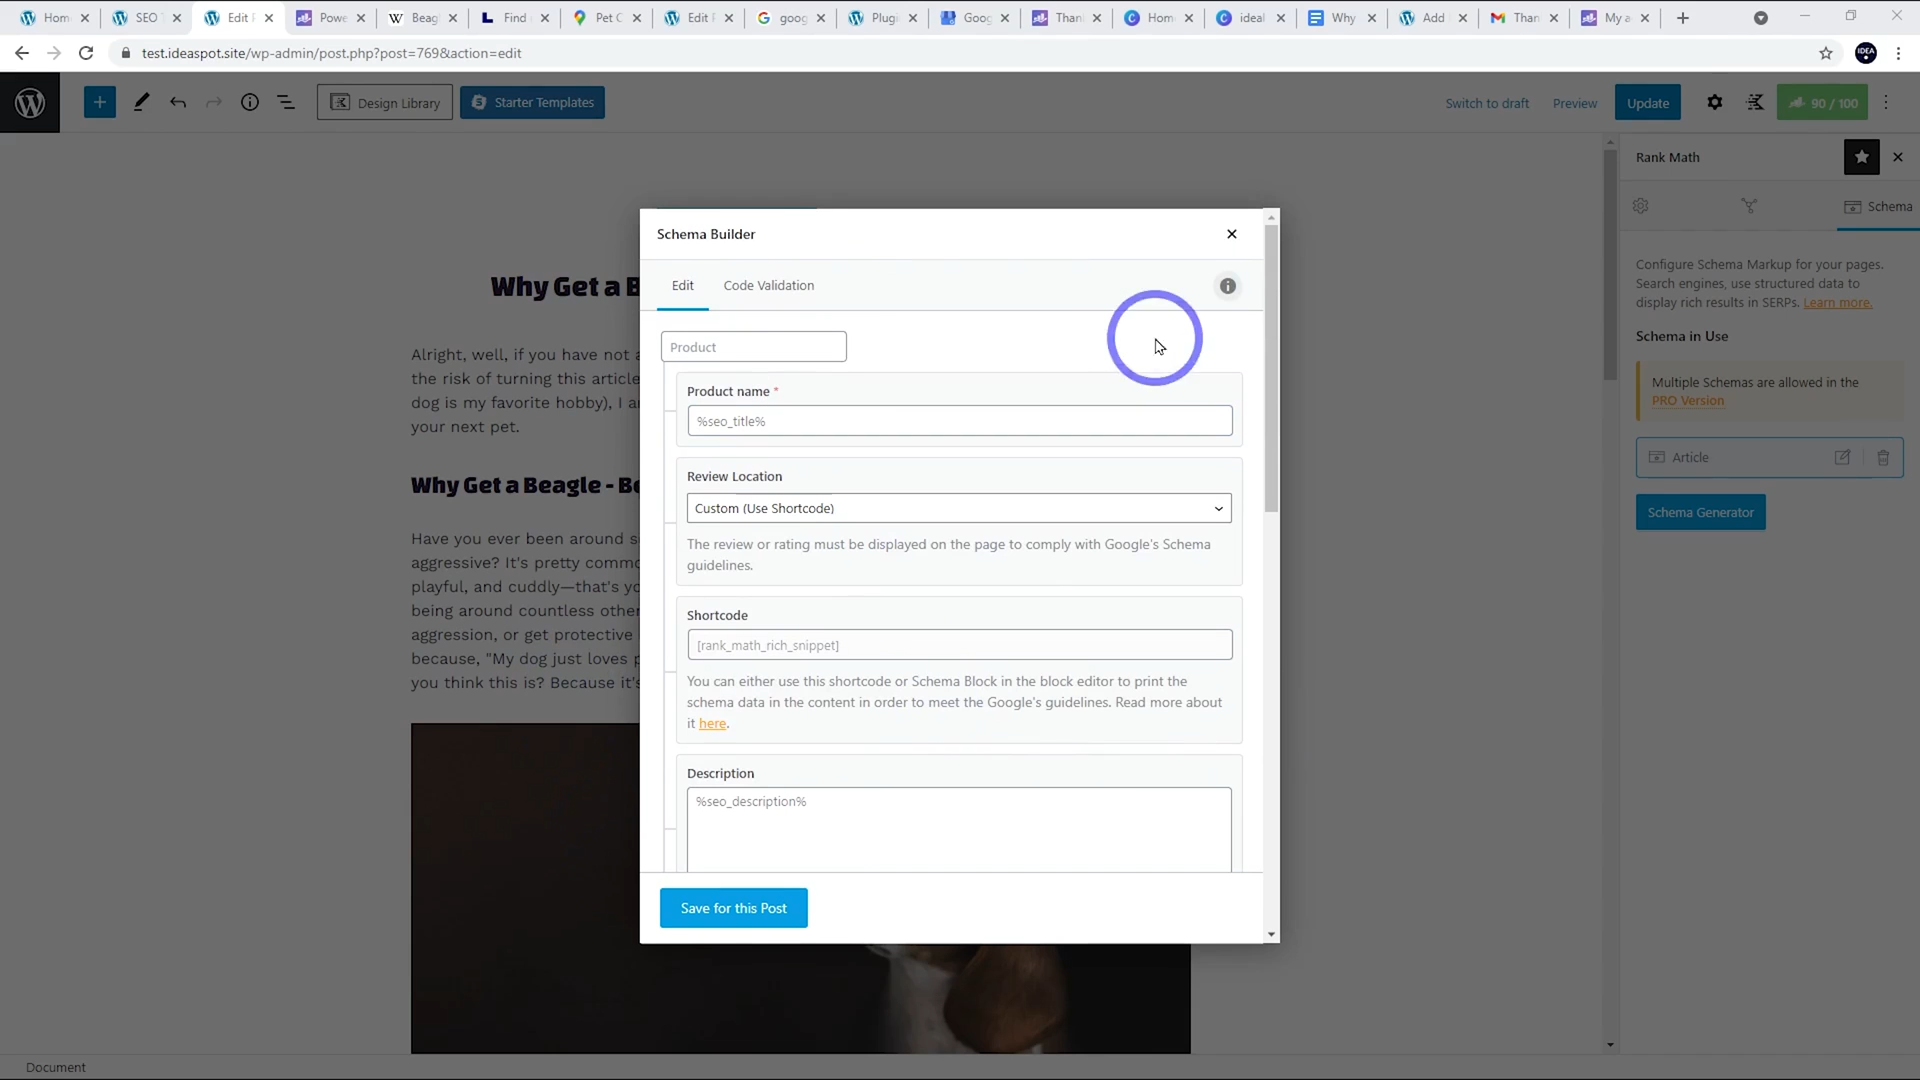 Hom
SEO T
Edit F
Powe
Beag
Find
Pet C
Edit F
goog
Plugi
Goog
Than
Hom
ideal
Why
Add
Than
My a
test.ideaspot.site/wp-admin/post.php?post=769&action=edit
IDEA
Design Library
Starter Templates
Switch to draft
Preview
Update
90 / 100
Rank Math
Schema
Configure Schema Markup for your pages.
Search engines, use structured data to
display rich results in SERPs. Learn more.
Schema in Use
Multiple Schemas are allowed in the
PRO Version
Article
Schema Generator
Why Get a B
Alright, well, if you have not a
the risk of turning this article
dog is my favorite hobby), I a
your next pet.
Why Get a Beagle - Be
Have you ever been around s
aggressive? It's pretty commo
playful, and cuddly—that's yo
being around countless other
aggression, or get protective
because, "My dog just loves p
you think this is? Because it's
Schema Builder
Edit
Code Validation
Product
Product name *
%seo_title%
Review Location
Custom (Use Shortcode)
The review or rating must be displayed on the page to comply with Google's Schema
guidelines.
Shortcode
[rank_math_rich_snippet]
You can either use this shortcode or Schema Block in the block editor to print the
schema data in the content in order to meet the Google's guidelines. Read more about
it here.
Description
%seo_description%
Save for this Post
Document